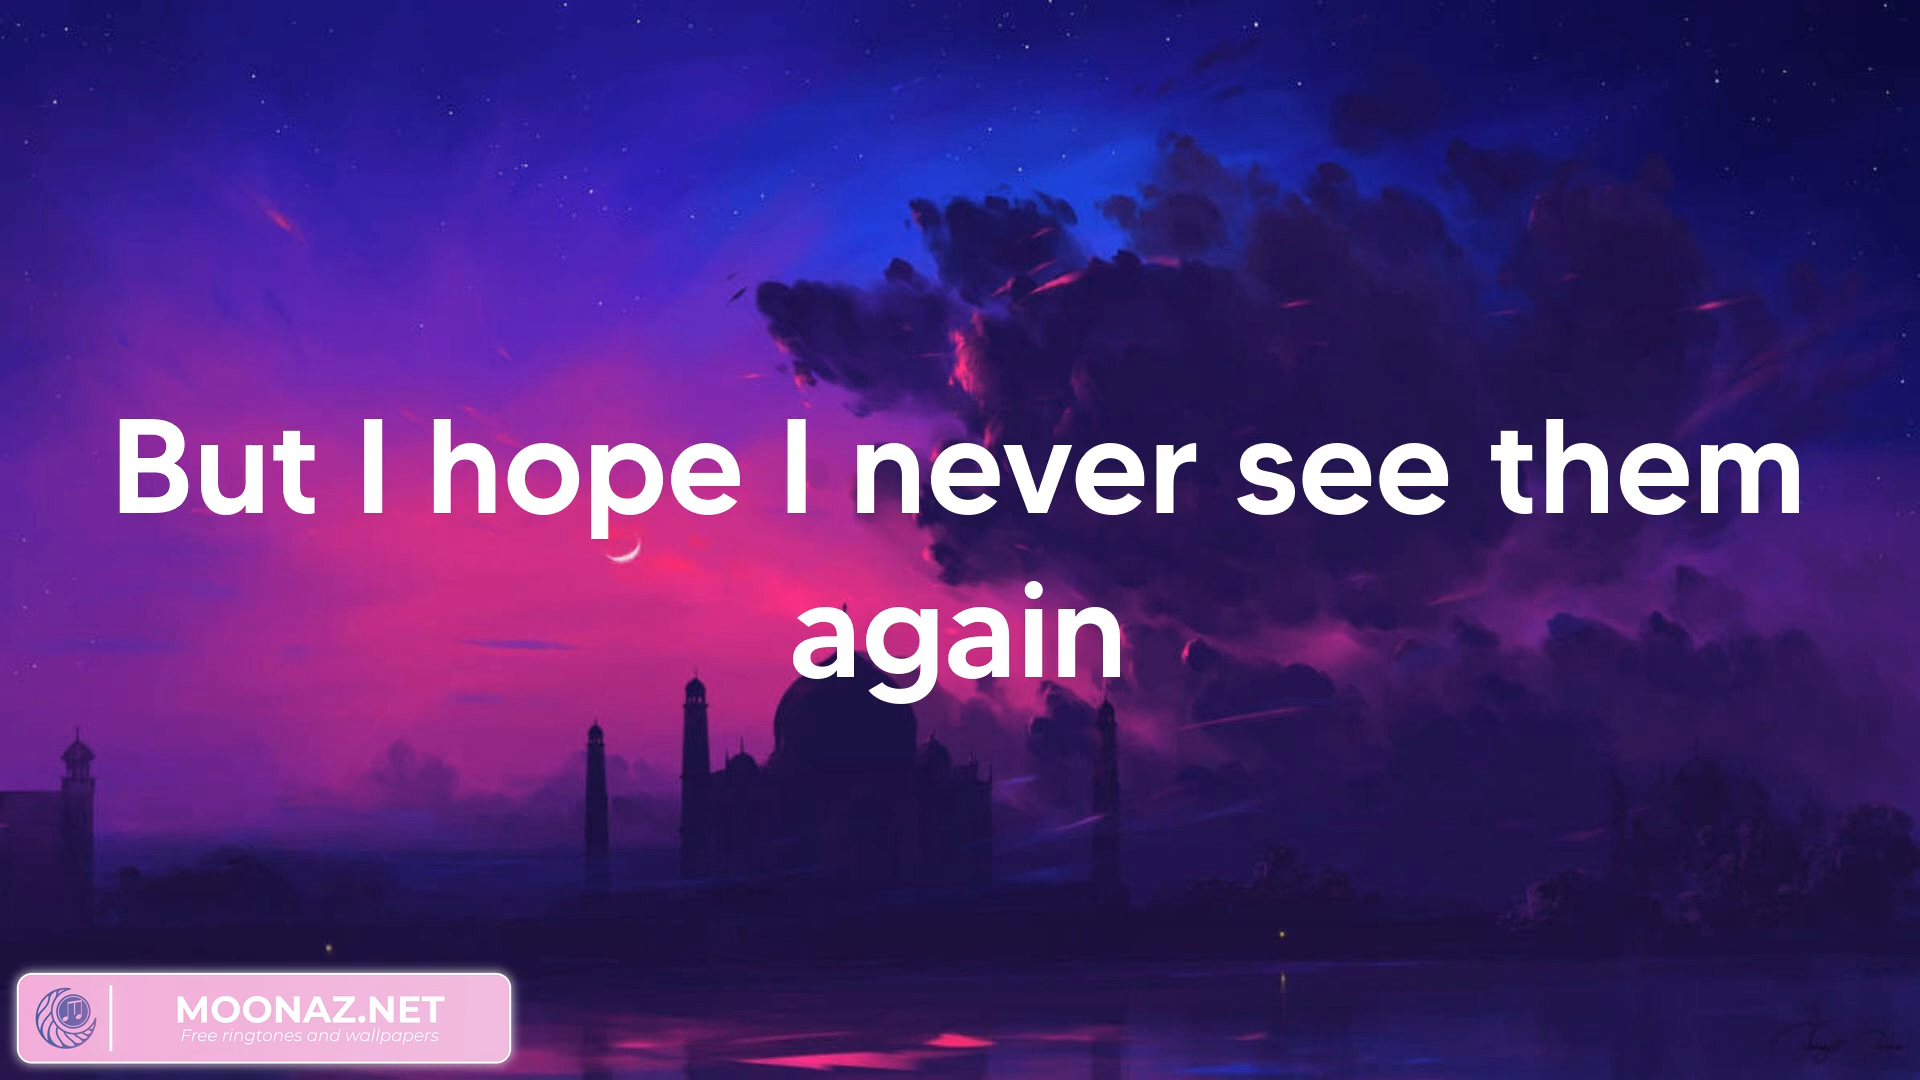 But I hope I never see them
again
MOONAZ.NET
Free ringtones and wallpapers